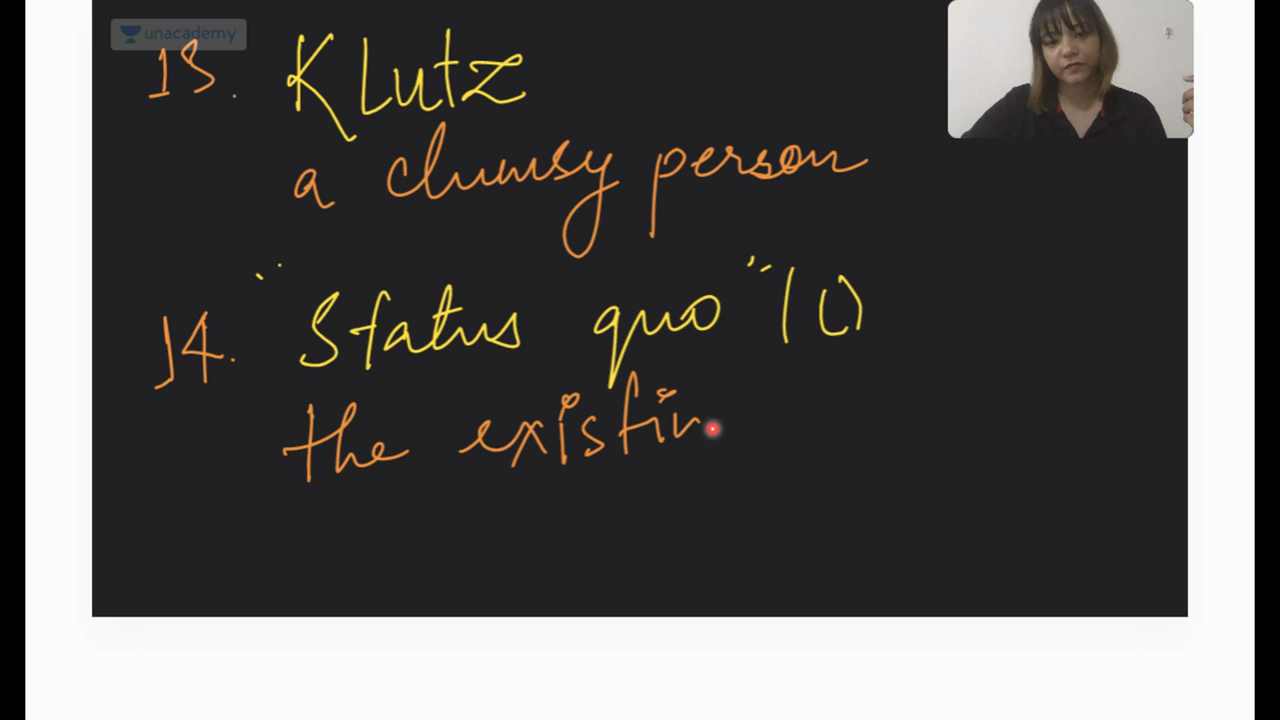 unacademy
13. Klutz
a clumsy person
14. "Status quo" / ()
the existin